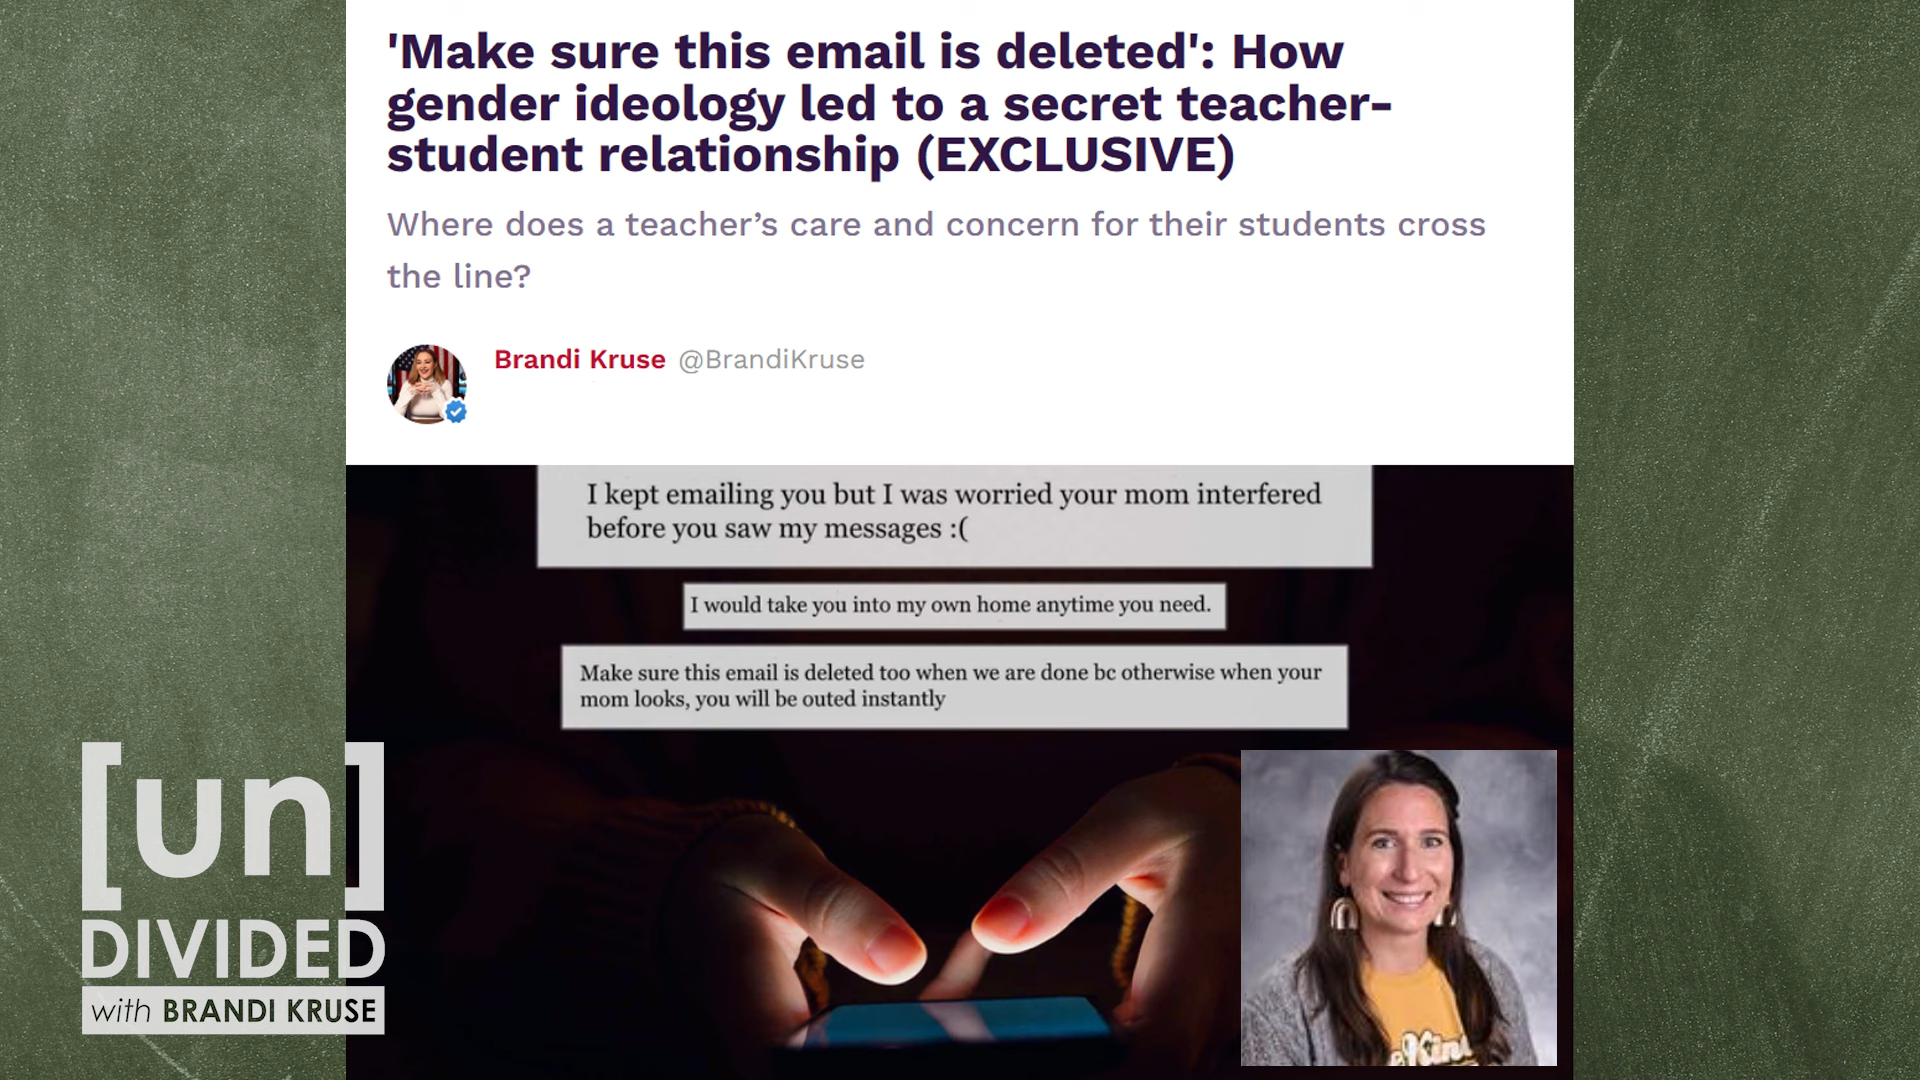 'Make sure this email is deleted': How
gender ideology led to a secret teacher-
student relationship (EXCLUSIVE)
Where does a teacher’s care and concern for their students cross
the line?
Brandi Kruse @BrandiKruse
I kept emailing you but I was worried your mom interfered
before you saw my messages :(
I would take you into my own home anytime you need.
Make sure this email is deleted too when we are done bc otherwise when your
mom looks, you will be outed instantly
[un]
DIVIDED
with BRANDI KRUSE